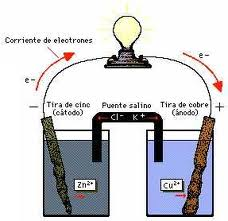 Corriente de electrones
e-
e-
−
+
Tira de cinc
(cátodo)
Puente salino
Tira de cobre
(ánodo)
Cl- K+
Zn2+
Cu2+